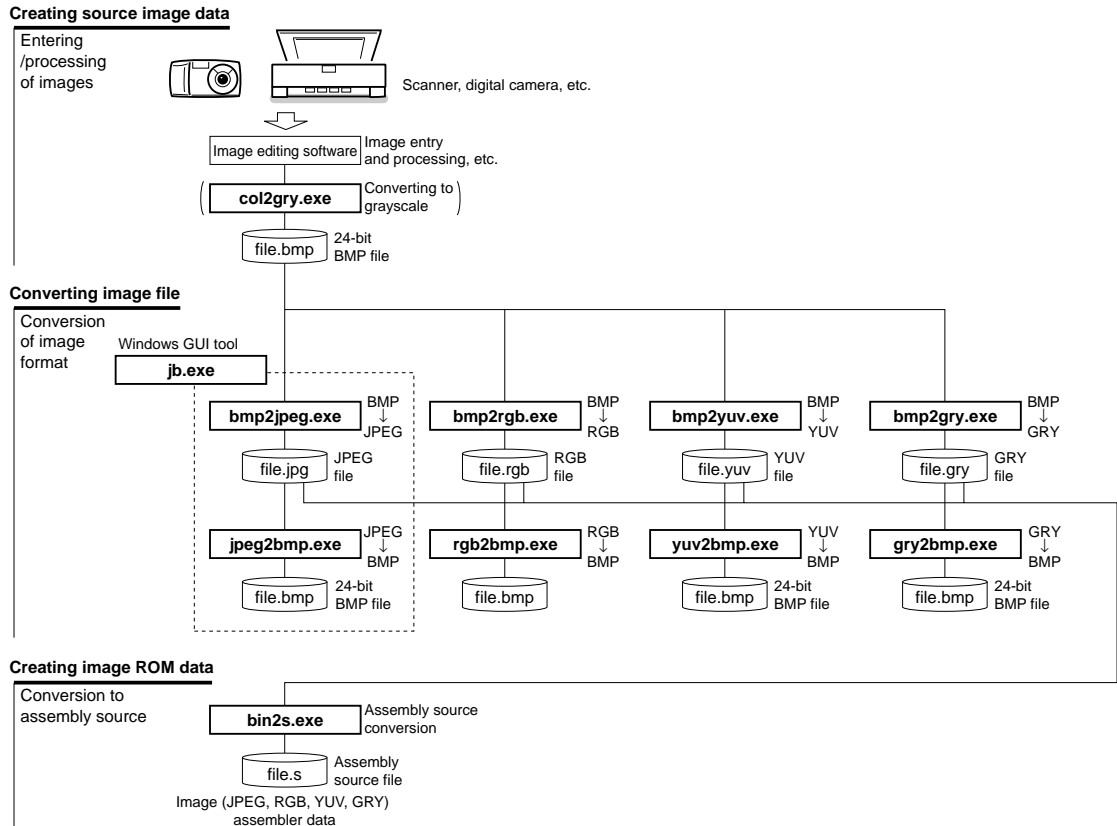 Creating source image data
Entering
/processing
of images
Scanner, digital camera, etc.
Image editing software
Image entry
and processing, etc.
( col2gry.exe
Converting to
grayscale )
file.bmp
24-bit
BMP file
Converting image file
Conversion
of image
format
Windows GUI tool
jb.exe
bmp2jpeg.exe
BMP
↓
JPEG
bmp2rgb.exe
BMP
↓
RGB
bmp2yuv.exe
BMP
↓
YUV
bmp2gry.exe
BMP
↓
GRY
file.jpg
JPEG
file
file.rgb
RGB
file
file.yuv
YUV
file
file.gry
GRY
file
jpeg2bmp.exe
JPEG
↓
BMP
rgb2bmp.exe
RGB
↓
BMP
yuv2bmp.exe
YUV
↓
BMP
gry2bmp.exe
GRY
↓
BMP
file.bmp
24-bit
BMP file
file.bmp
file.bmp
24-bit
BMP file
file.bmp
24-bit
BMP file
Creating image ROM data
Conversion to
assembly source
bin2s.exe
Assembly source
conversion
file.s
Assembly
source file
Image (JPEG, RGB, YUV, GRY)
assembler data